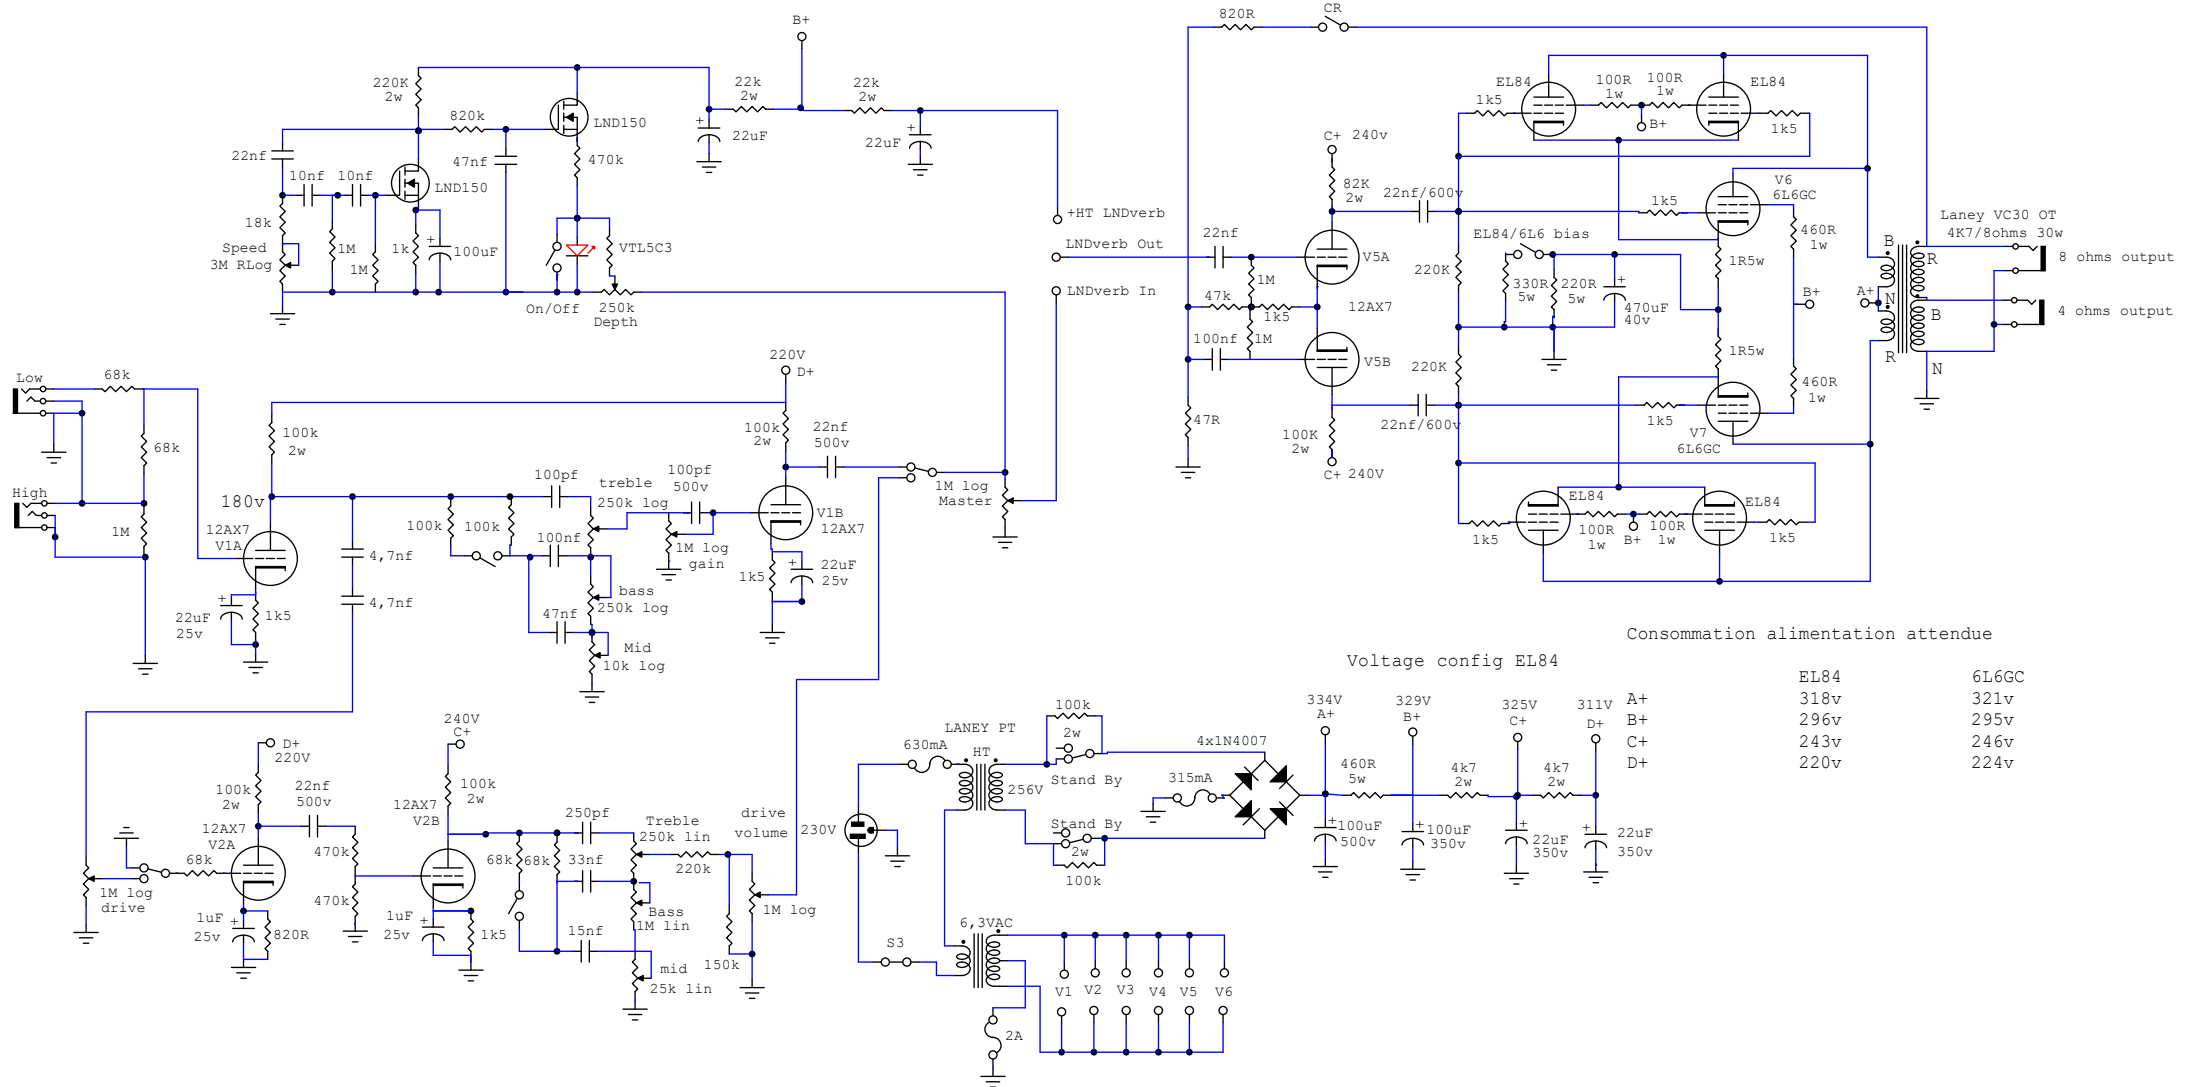 B+
820R
CR
220K
2w
820k
LND150
22k
2w
22uF
22k
2w
22uF
22nf
10nf
10nf
47nf
LND150
470k
18k
Speed
3M RLog
1M
1M
1k
100uF
VTL5C3
On/Off
250k
Depth
+HT LNDverb
LNDverb Out
LNDverb In
C+ 240v
82K
2w
22nf/600v
22nf
V5A
1M
47k
1k5
12AX7
1M
100nf
V5B
47R
100K
2w
C+ 240V
22nf/600v
220K
220K
EL84
100R
1w
100R
1w
EL84
1k5
B+
1k5
V6
6L6GC
1k5
460R
1w
EL84/6L6 bias
330R
5w
220R
5w
470uF
40v
1R5w
1R5w
B+
460R
1w
1k5
V7
6L6GC
EL84
EL84
100R
1w
B+
100R
1w
1k5
1k5
Laney VC30 OT
4K7/8ohms 30w
B
R
A+
N
B
R
N
8 ohms output
4 ohms output
Low
68k
68k
High
1M
100k
2w
180v
12AX7
V1A
22uF
25v
1k5
4,7nf
4,7nf
100k
100k
100pf
treble
250k log
100nf
bass
250k log
47nf
Mid
10k log
100pf
500v
1M log
gain
220V
D+
100k
2w
22nf
500v
V1B
12AX7
1k5
22uF
25v
1M log
Master
D+
220V
100k
2w
22nf
500v
12AX7
V2A
68k
1M log
drive
1uF
25v
820R
470k
470k
240V
C+
100k
2w
12AX7
V2B
1uF
25v
1k5
68k
68k
250pf
33nf
15nf
Treble
250k lin
Bass
1M lin
mid
25k lin
220k
150k
drive
volume
1M log
LANEY PT
630mA
HT
256V
230V
100k
2w
Stand By
Stand By
2w
100k
4x1N4007
315mA
Voltage config EL84
334V
A+
460R
5w
100uF
500v
329V
B+
100uF
350v
4k7
2w
325V
C+
22uF
350v
4k7
2w
311V
D+
22uF
350v
S3
6,3VAC
2A
V1 V2 V3 V4 V5 V6
Consommation alimentation attendue
EL84 6L6GC
A+ 318v 321v
B+ 296v 295v
C+ 243v 246v
D+ 220v 224v